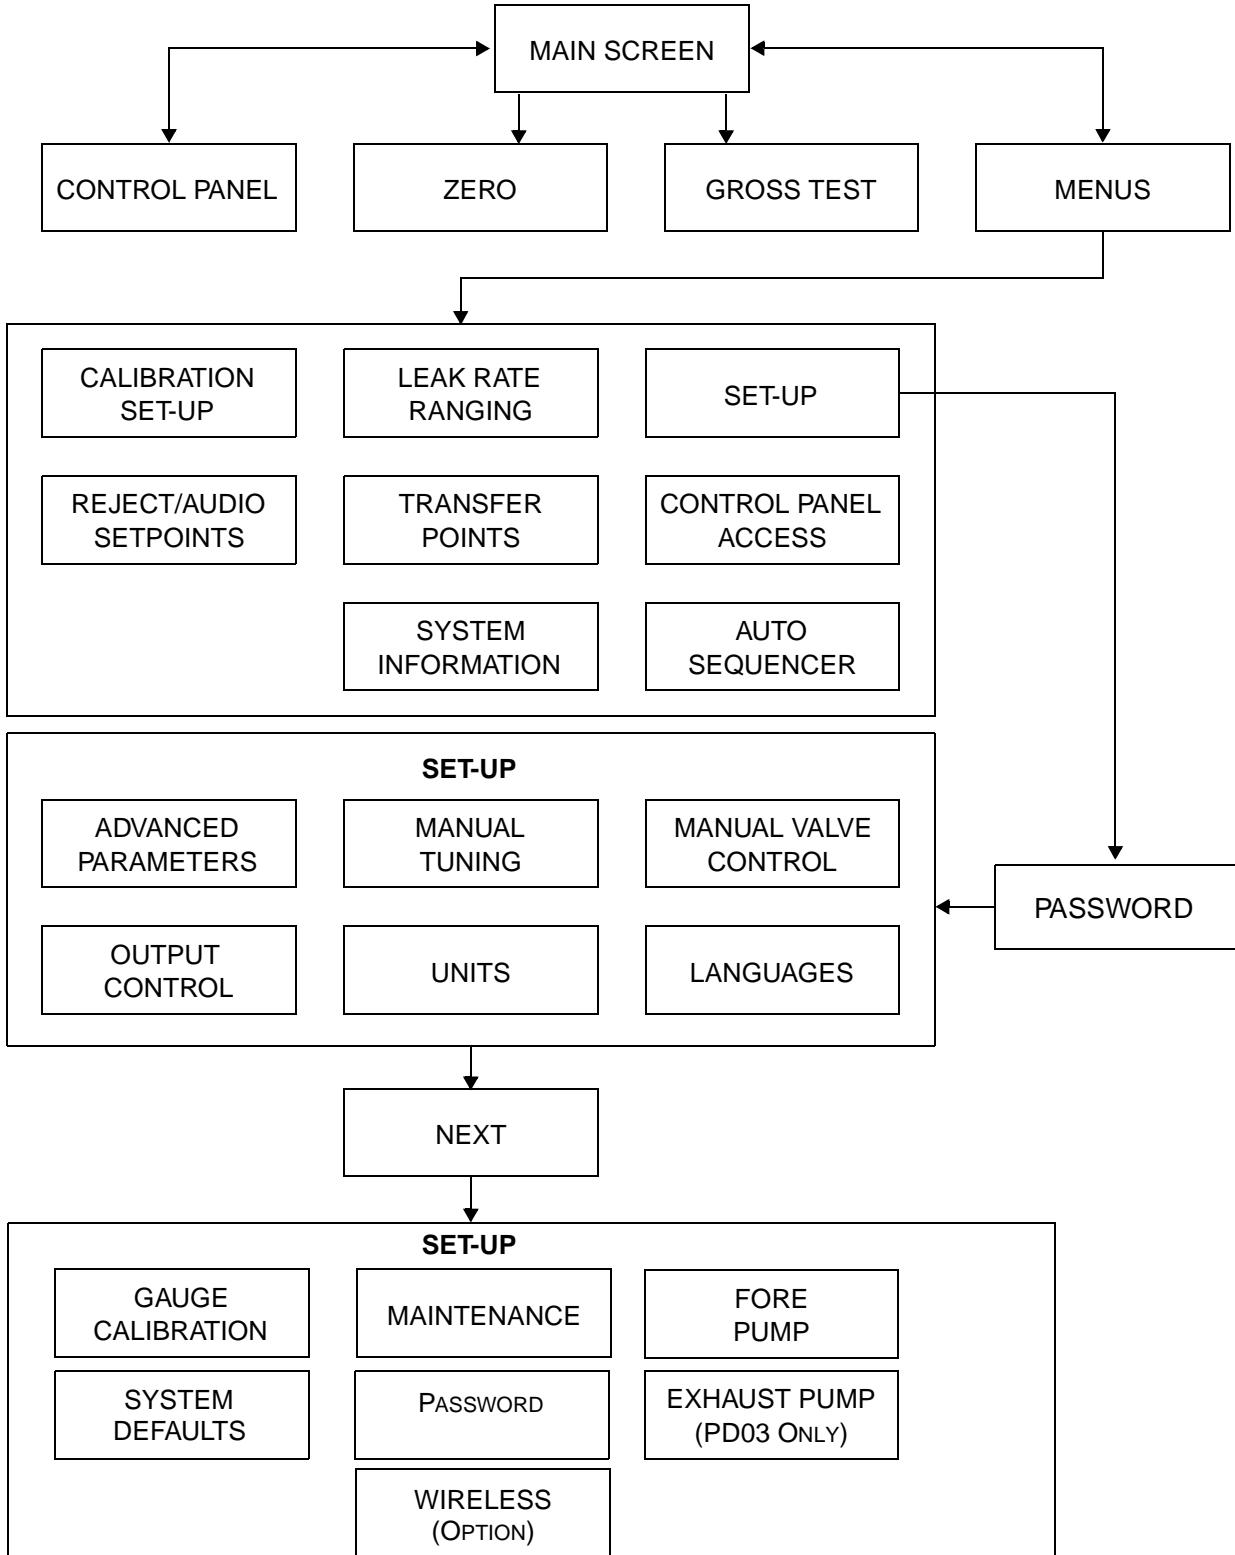 MAIN SCREEN
CONTROL PANEL
ZERO
GROSS TEST
MENUS
CALIBRATION
SET-UP
LEAK RATE
RANGING
SET-UP
REJECT/AUDIO
SETPOINTS
TRANSFER
POINTS
CONTROL PANEL
ACCESS
SYSTEM
INFORMATION
AUTO
SEQUENCER
SET-UP
ADVANCED
PARAMETERS
MANUAL
TUNING
MANUAL VALVE
CONTROL
PASSWORD
OUTPUT
CONTROL
UNITS
LANGUAGES
NEXT
SET-UP
GAUGE
CALIBRATION
MAINTENANCE
FORE
PUMP
SYSTEM
DEFAULTS
PASSWORD
EXHAUST PUMP
(PD03 ONLY)
WIRELESS
(OPTION)